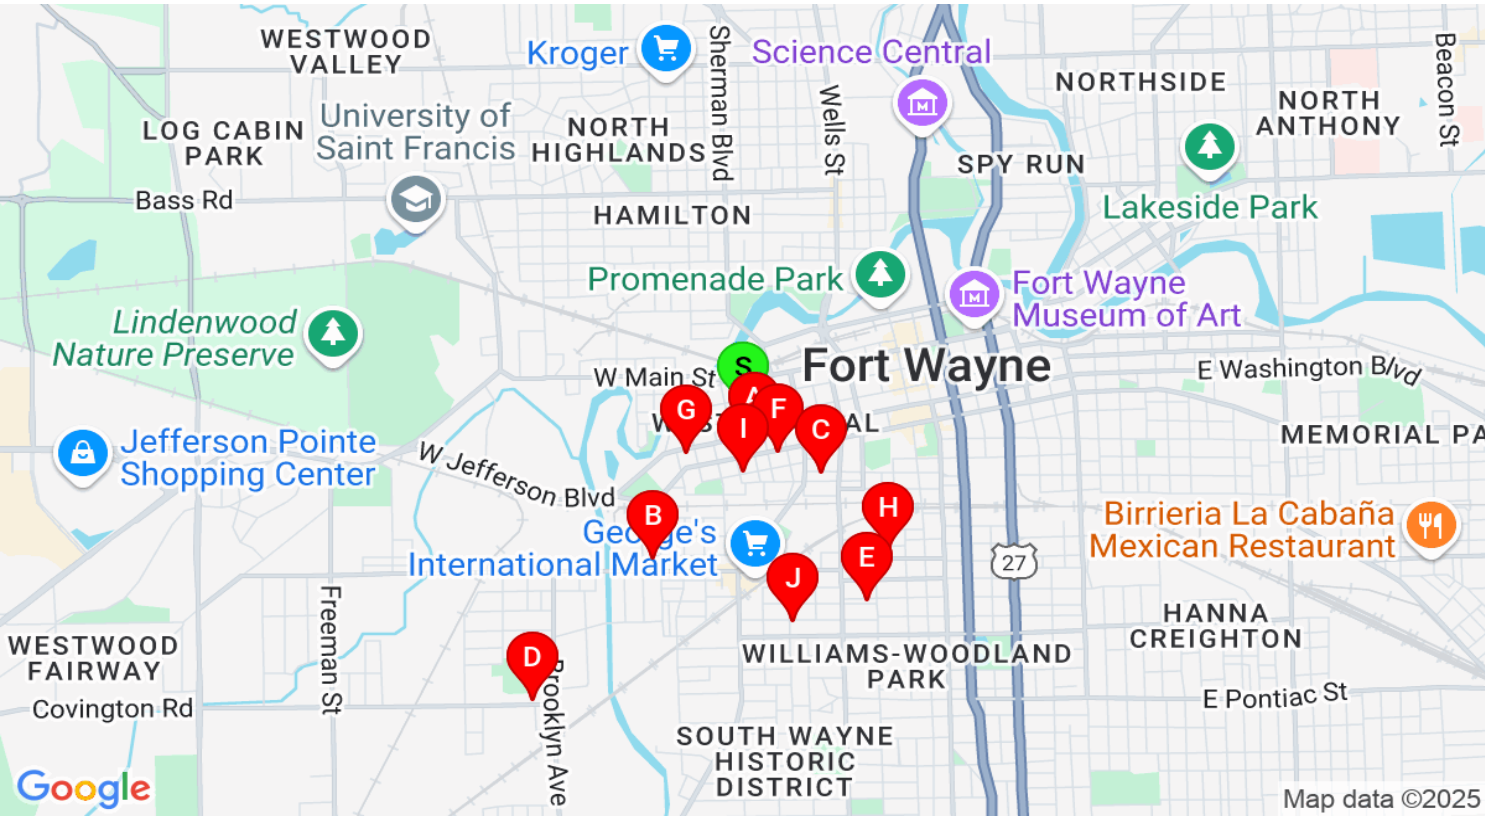 WESTWOOD
VALLEY
Kroger
Sherman Blvd
Science Central
Wells St
NORTHSIDE
Beacon St
NORTH
ANTHONY
University of
Saint Francis
LOG CABIN
PARK
NORTH
HIGHLANDS
SPY RUN
Bass Rd
HAMILTON
Lakeside Park
Promenade Park
Fort Wayne
Museum of Art
Lindenwood
Nature Preserve
S
W Main St
Fort Wayne
E Washington Blvd
A
G
F
I
C
W
S
AL
Jefferson Pointe
Shopping Center
W Jefferson Blvd
MEMORIAL PA
B
H
George's
International Market
E
J
27
Birrieria La Cabaña
Mexican Restaurant
Freeman St
HANNA
CREIGHTON
WESTWOOD
FAIRWAY
D
Brooklyn Ave
WILLIAMS-WOODLAND
PARK
Covington Rd
E Pontiac St
SOUTH WAYNE
HISTORIC
DISTRICT
Google
Map data ©2025